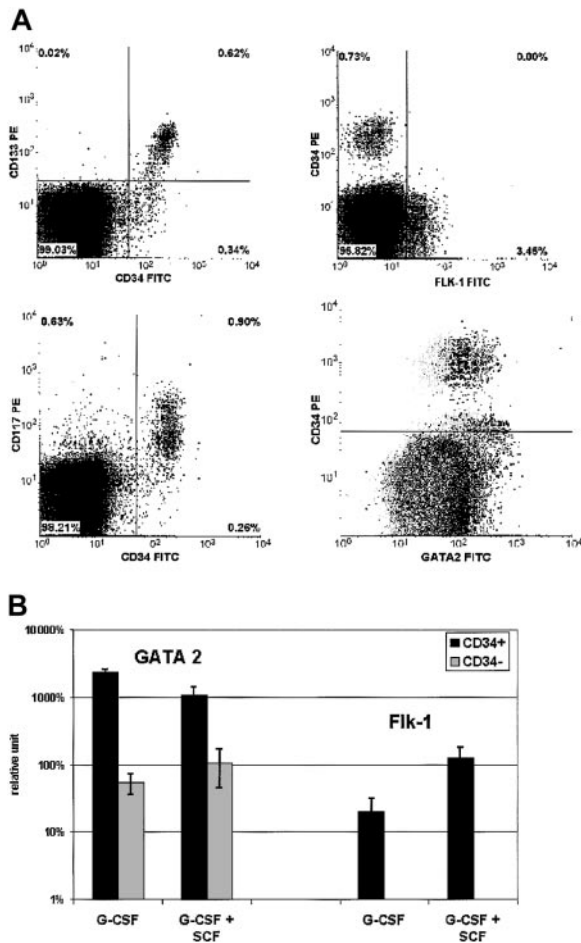 A
0.02% 0.62%
CD133 PE
10⁴
10³
10²
10¹
99.03% 0.34%
10⁰ 10¹ 10² 10³ 10⁴
CD34 FITC
0.73% 0.00%
CD34 PE
10⁴
10³
10²
10¹
95.82% 3.45%
10⁰ 10¹ 10² 10³ 10⁴
FLK-1 FITC
0.63% 0.90%
CD117 PE
10⁴
10³
10²
10¹
98.21% 0.26%
10⁰ 10¹ 10² 10³ 10⁴
CD34 FITC
CD34 PE
10⁴
10³
10²
10¹
10⁰ 10¹ 10² 10³ 10⁴
GATA2 FITC
B
10000%
1000%
100%
10%
1%
relative unit
GATA 2
Flk-1
CD34+
CD34-
G-CSF G-CSF + SCF G-CSF G-CSF + SCF